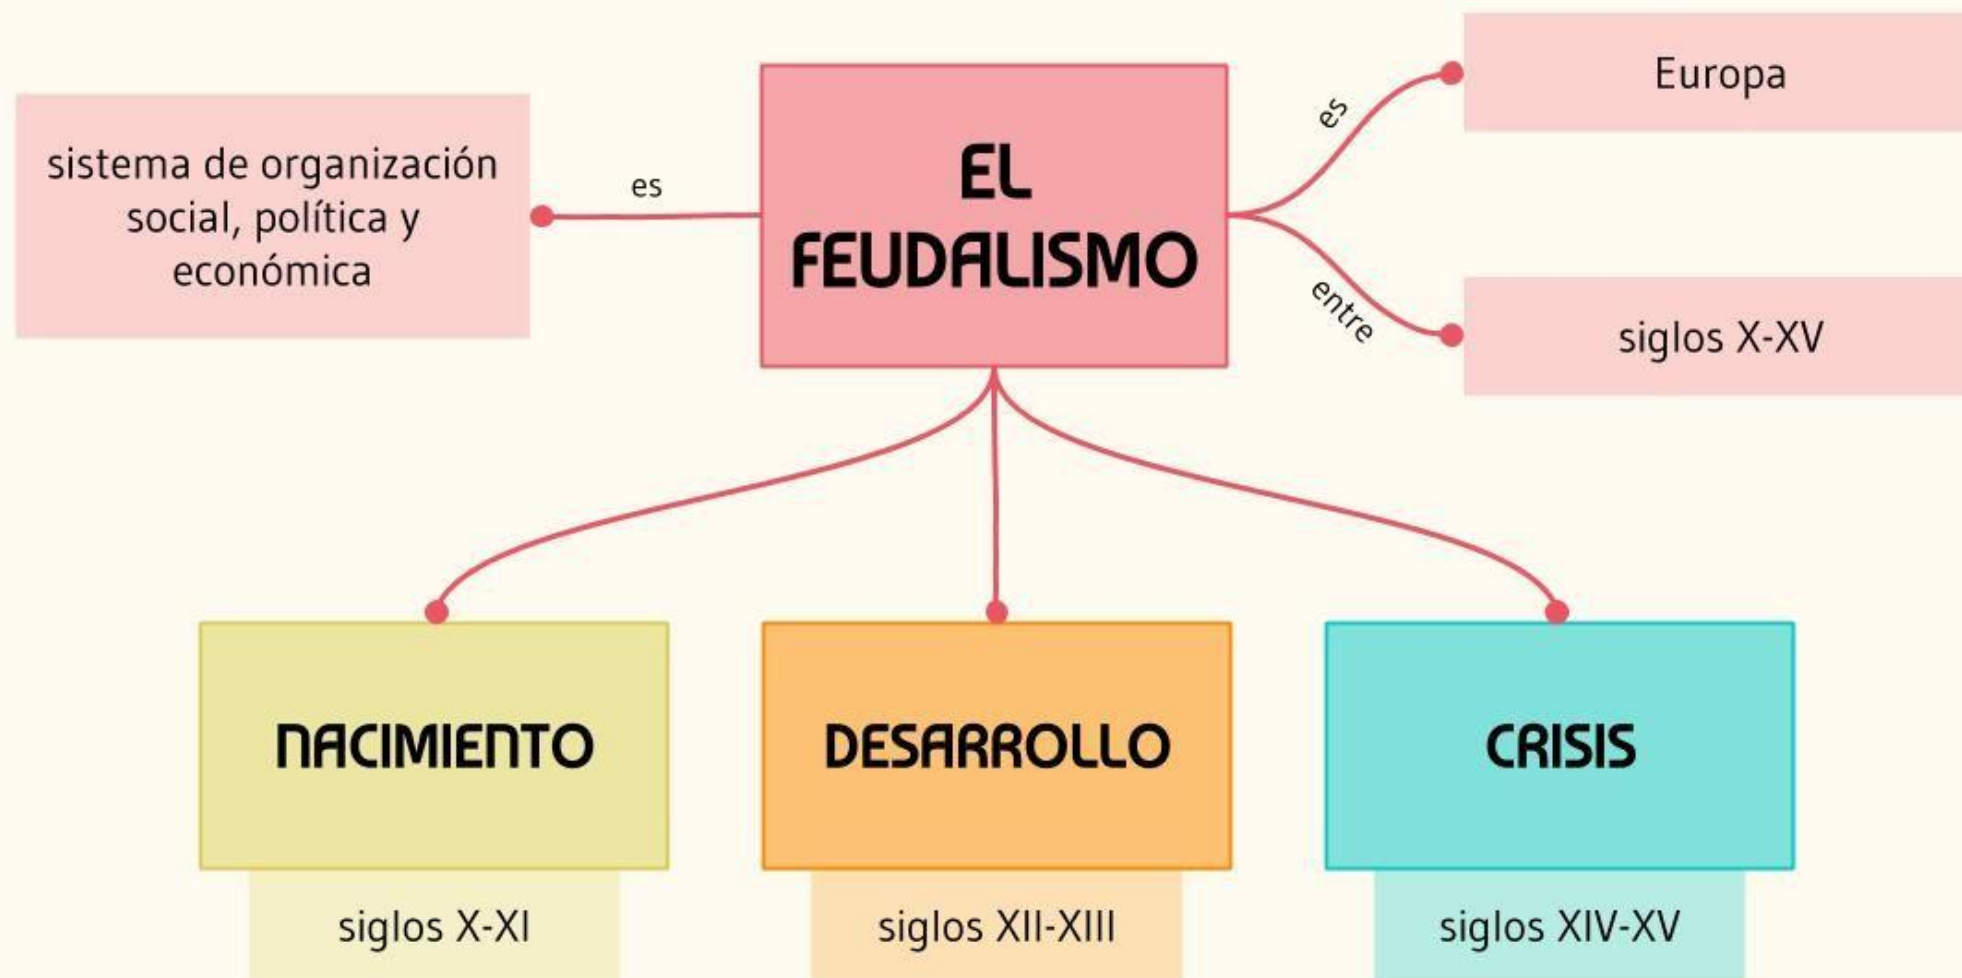 EL
FEUDALISMO
sistema de organización
social, política y
económica
es
es
Europa
entre
siglos X-XV
NACIMIENTO
siglos X-XI
DESARROLLO
siglos XII-XIII
CRISIS
siglos XIV-XV